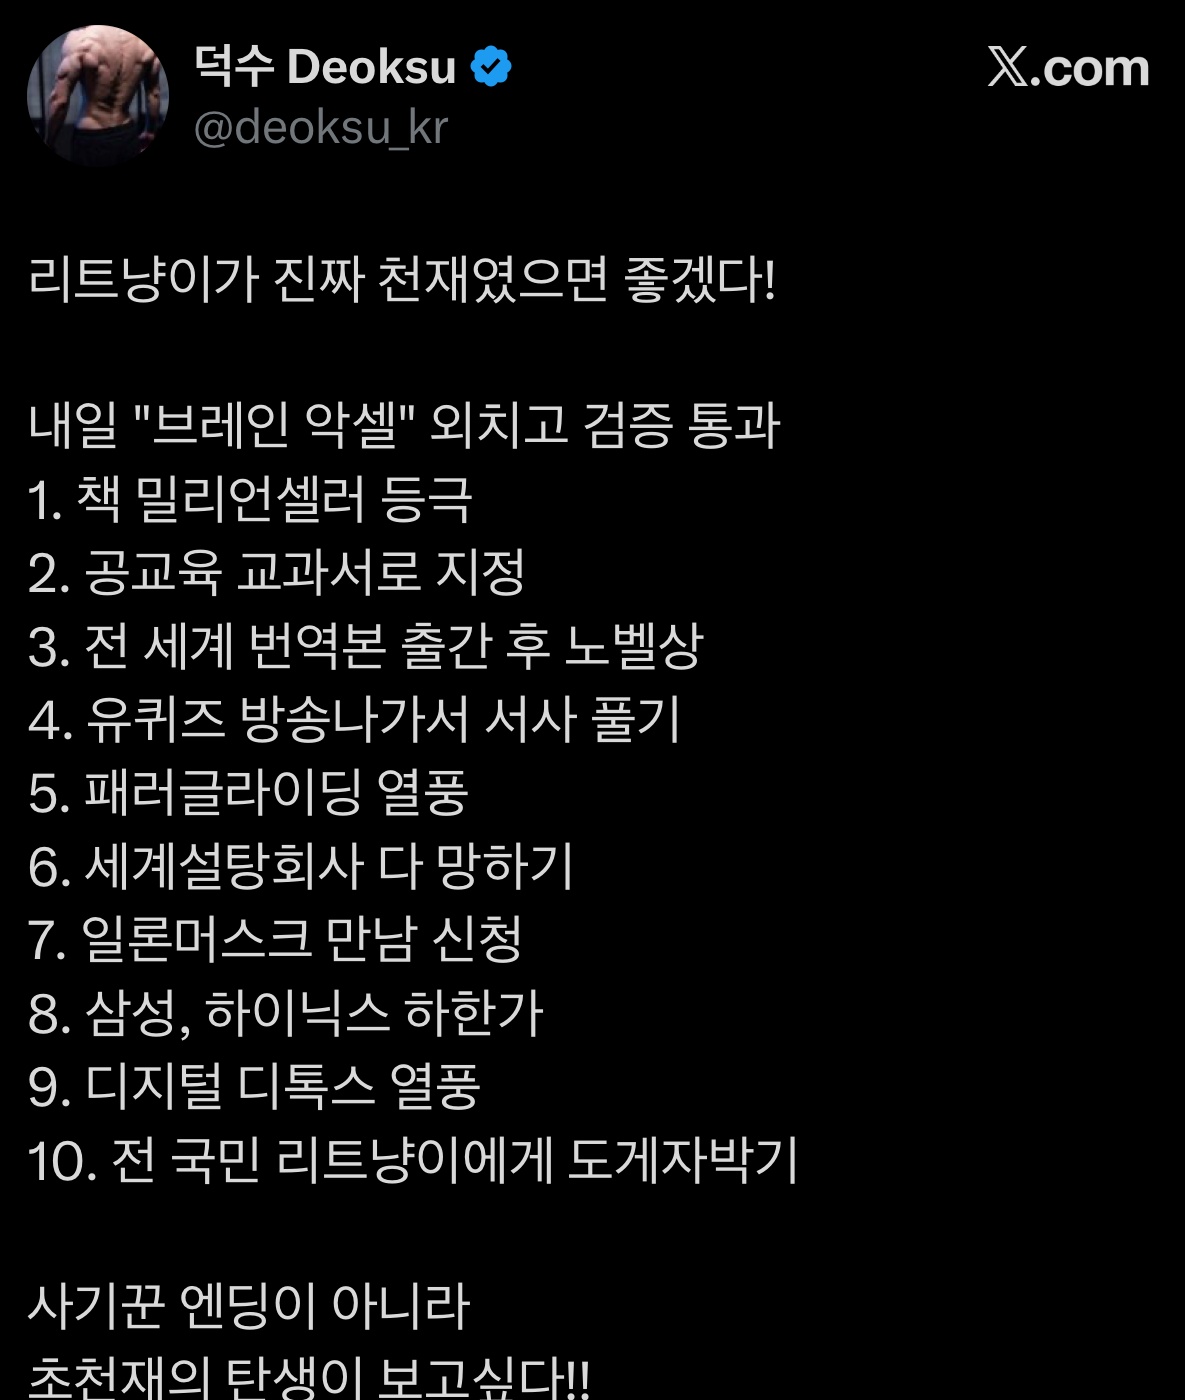 덕수 Deoksu
@deoksu_kr
X.com
리트냥이가 진짜 천재였으면 좋겠다!
내일 "브레인 악셀" 외치고 검증 통과
1. 책 밀리언셀러 등극
2. 공교육 교과서로 지정
3. 전 세계 번역본 출간 후 노벨상
4. 유퀴즈 방송나가서 서사 풀기
5. 패러글라이딩 열풍
6. 세계설탕회사 다 망하기
7. 일론머스크 만남 신청
8. 삼성, 하이닉스 하한가
9. 디지털 디톡스 열풍
10. 전 국민 리트냥이에게 도게자박기
사기꾼 엔딩이 아니라
초천재의 탄생이 보고싶다!!